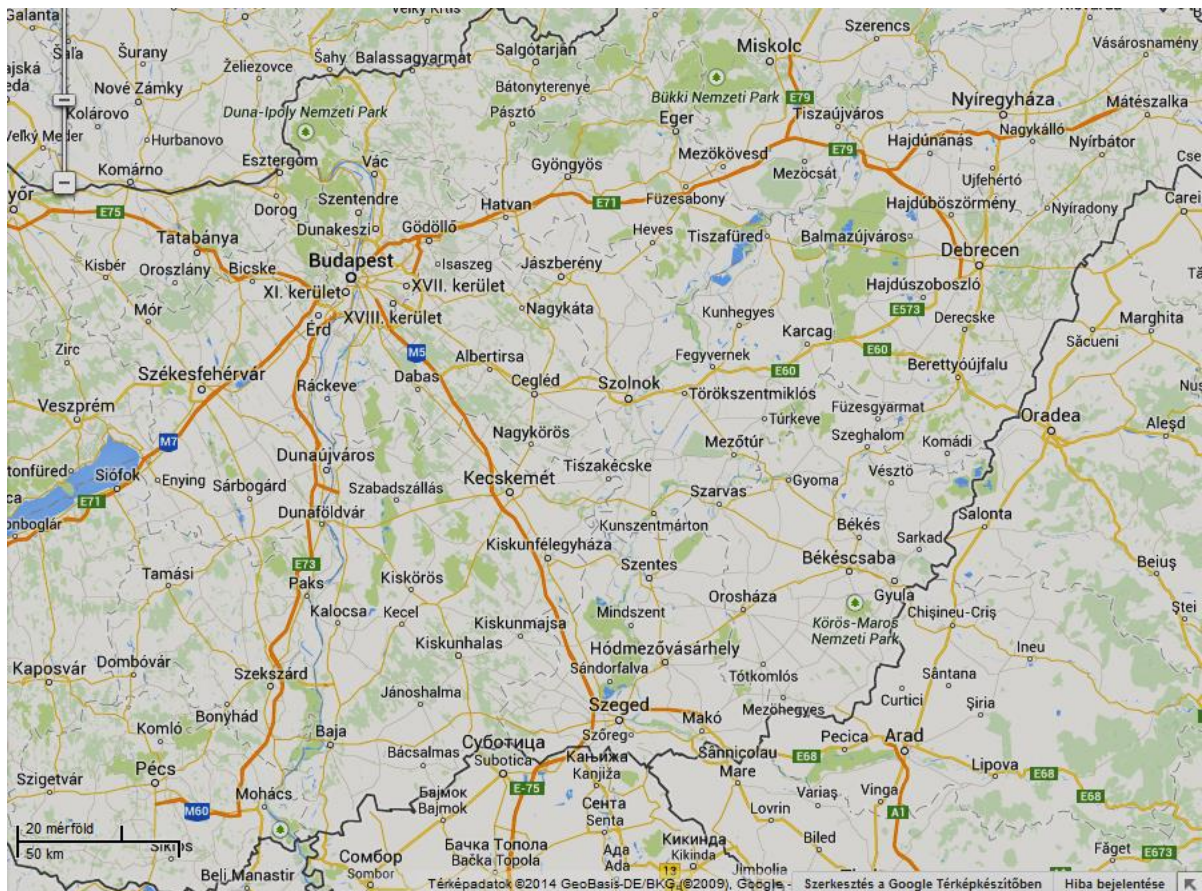 Galanta
Veľký Krtíš
Šaľa
Šurany
Šahy
Balassagyarmat
Salgótarján
Miskolc
Szerencs
Vásárosnamény
Želiezovce
Bátonyterenye
Nové Zámky
Kolárovo
Duna-Ipoly Nemzeti Park
Pásztó
Bükki Nemzeti Park
E79
Tiszaújváros
Nyíregyháza
Mátészalka
Veľký Meder
Hurbanovo
Eger
Nagykálló
Hajdúnánás
Nyírbátor
Esztergom
Vác
Gyöngyös
Mezőkövesd
E79
Komárno
Mezőcsát
Újfehértó
E75
Dorog
Szentendre
Hatvan
E71
Füzesabony
Hajdúböszörmény
Nyíradony
Carei
Dunakeszi
Gödöllő
Heves
Tiszafüred
Balmazújváros
Tatabánya
Debrecen
Kisbér
Oroszlány
Bicske
Budapest
Isaszeg
Jászberény
XI. kerület
XVII. kerület
Hajdúszoboszló
Mór
Érd
XVIII. kerület
Nagykáta
Kunhegyes
E573
Derecske
Marghita
Karcag
Săcueni
Zirc
M5
Albertirsa
Fegyvernek
E60
E60
Berettyóújfalu
Székesfehérvár
Ráckeve
Dabas
Cegléd
Szolnok
Törökszentmiklós
Veszprém
Füzesgyarmat
Oradea
Túrkeve
Aleșd
M7
Nagykőrös
Mezőtúr
Szeghalom
Komádi
Siófok
Enying
Dunaújváros
Tiszakécske
Vésztő
E71
Sárbogárd
Szabadszállás
Kecskemét
Szarvas
Gyoma
Dunaföldvár
Kunszentmárton
Békés
Salonta
Kiskunfélegyháza
Sarkad
E73
Békéscsaba
Tamási
Paks
Kiskőrös
Szentes
Beiuș
Gyula
Kalocsa
Kecel
Mindszent
Orosháza
Körös-Maros
Nemzeti Park
Chișineu-Criș
Ștei
Kiskunmajsa
Kiskunhalas
Hódmezővásárhely
Ineu
Kaposvár
Dombóvár
Szekszárd
Sándorfalva
Tótkomlós
Sântana
Jánoshalma
Curtici
Șiria
Bonyhád
Szeged
Mezőhegyes
Komló
Baja
Makó
Szőreg
Pecica
Arad
Bácsalmás
Суботица
Subotica
Кањижа
Kanjiža
Sânnicolau
Mare
E68
Pécs
Lipova
E68
Szigetvár
E-75
E68
Mohács
Бајмок
Bajmok
Сента
Senta
Variaș
Vinga
M60
Lovrin
A1
20 mérföld
50 km
Бачка Топола
Bačka Topola
Ада
Ada
Кикинда
Kikinda
Biled
Făget
E673
Beli Manastir
Сомбор
Sombor
13
Jimbolia
Térképadatok ©2014 GeoBasis-DE/BKG (©2009), Google -
Szerkesztés a Google Térképkészítőben
Hiba bejelentése